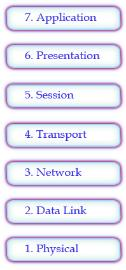 7. Application
6. Presentation
5. Session
4. Transport
3. Network
2. Data Link
1. Physical